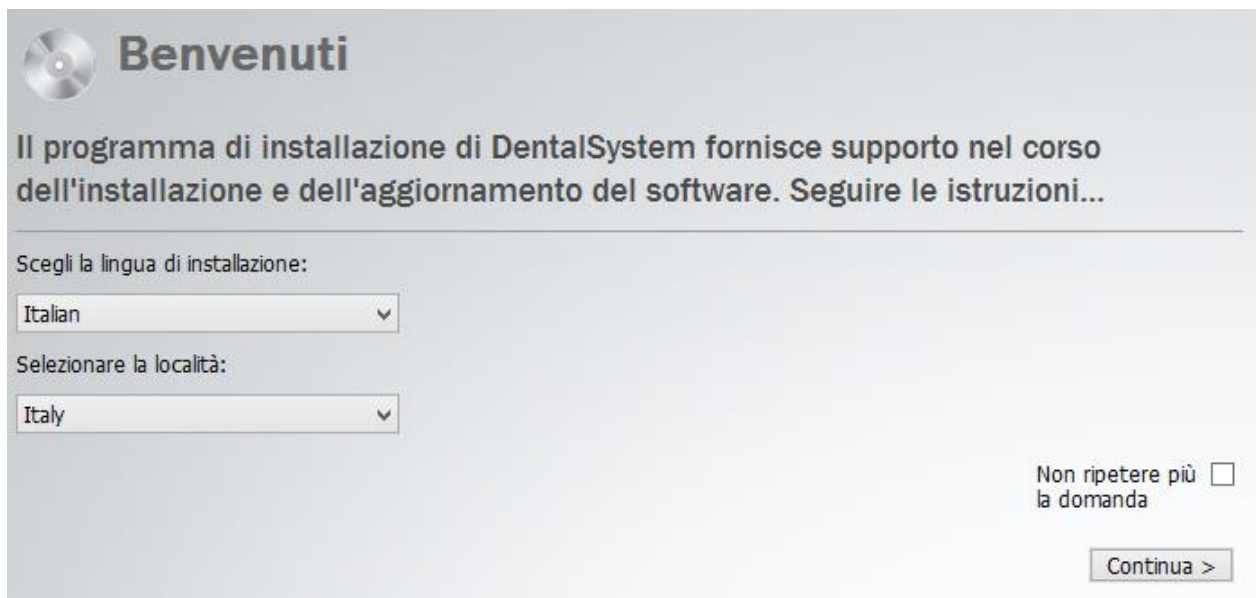 Benvenuti
Il programma di installazione di DentalSystem fornisce supporto nel corso
dell'installazione e dell'aggiornamento del software. Seguire le istruzioni...
Scegli la lingua di installazione:
Italian
Selezionare la località:
Italy
Non ripetere più
la domanda
Continua >